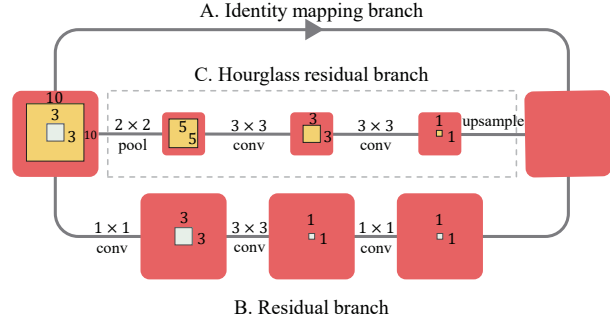 A. Identity mapping branch
C. Hourglass residual branch
10
3
3
10
2 × 2
pool
5
5
3 × 3
conv
3
3
3 × 3
conv
1
1
upsample
1 × 1
conv
3
3
3 × 3
conv
1
1
1 × 1
conv
1
1
B. Residual branch